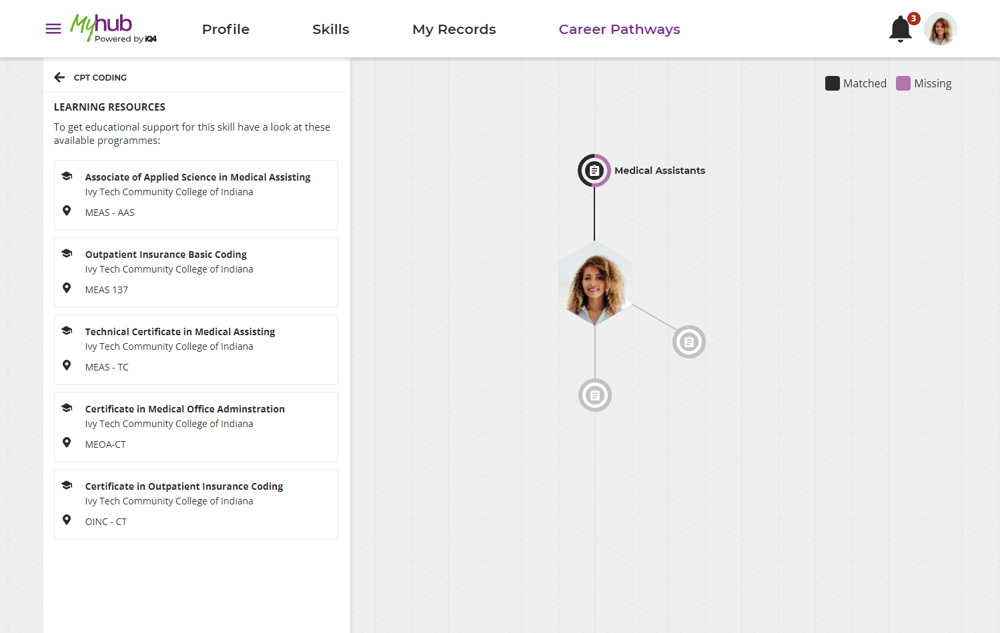 Myhub
Powered by iQ4
Profile
Skills
My Records
Career Pathways
3
CPT CODING
LEARNING RESOURCES
To get educational support for this skill have a look at these
available programmes:
Associate of Applied Science in Medical Assisting
Ivy Tech Community College of Indiana
MEAS - AAS
Outpatient Insurance Basic Coding
Ivy Tech Community College of Indiana
MEAS 137
Technical Certificate in Medical Assisting
Ivy Tech Community College of Indiana
MEAS - TC
Certificate in Medical Office Adminstration
Ivy Tech Community College of Indiana
MEOA-CT
Certificate in Outpatient Insurance Coding
Ivy Tech Community College of Indiana
OINC - CT
Matched
Missing
Medical Assistants